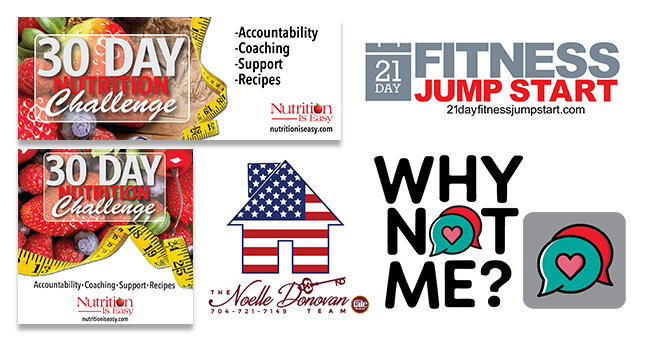 30 DAY
NUTRITION
Challenge
-Accountability
-Coaching
-Support
-Recipes
Nutrition
Is Easy
nutritioniseasy.com
21
DAY
FITNESS
JUMP START
21dayfitnessjumpstart.com
30 DAY
NUTRITION
Challenge
Accountability · Coaching · Support · Recipes
Nutrition
Is Easy
nutritioniseasy.com
THE Noelle Donovan
704-721-7149 TEAM
tate
WHY
NOT
ME?